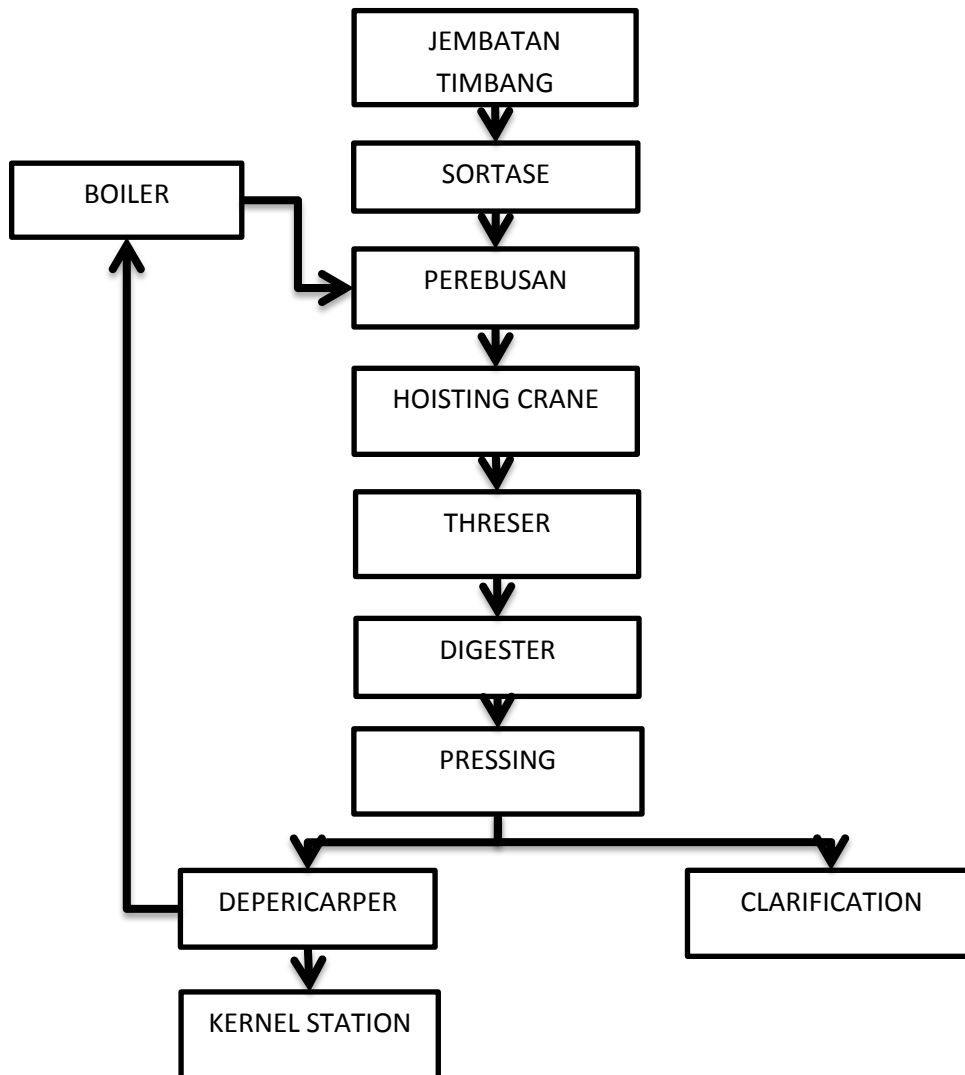 JEMBATAN
TIMBANG
SORTASE
BOILER
PEREBUSAN
HOISTING CRANE
THRESER
DIGESTER
PRESSING
DEPERICARPER
CLARIFICATION
KERNEL STATION